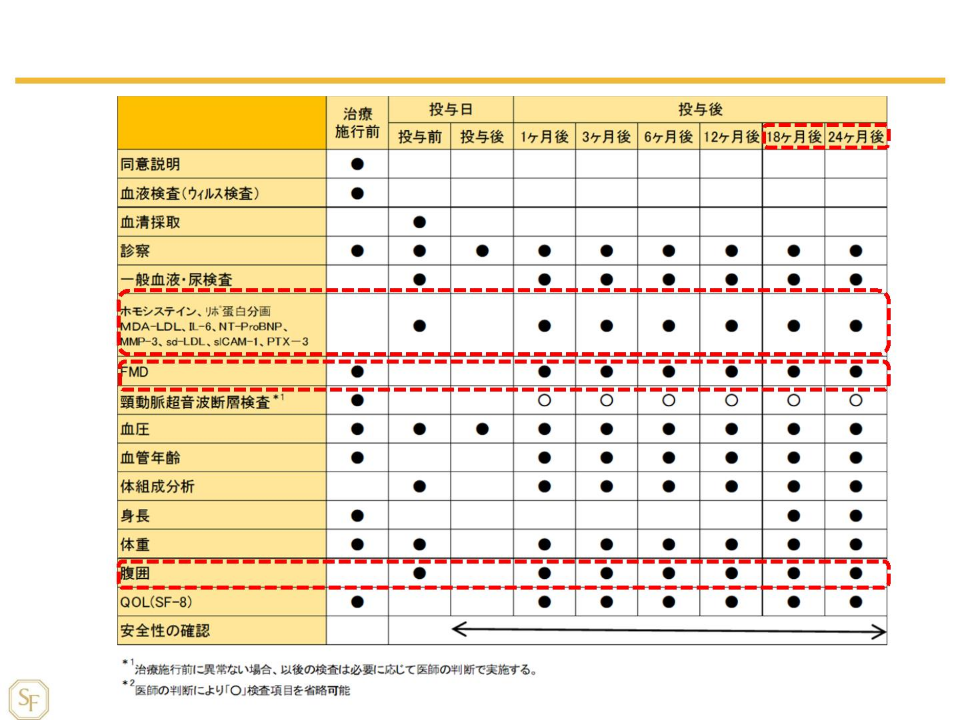 治療 投与日 投与後
施行前 投与前 投与後 1ヶ月後 3ヶ月後 6ヶ月後 12ヶ月後 18ヶ月後 24ヶ月後
同意説明 ●
血液検査(ウィルス検査) ●
血清採取 ●
診察 ● ● ● ● ● ● ● ● ●
一般血液・尿検査 ● ● ● ● ● ● ●
ホモシステイン、リポ蛋白分画
MDA-LDL、IL-6、NT-ProBNP、 ● ● ● ● ● ● ●
MMP-3、sd-LDL、sICAM-1、PTX-3
FMD ● ● ● ● ● ● ●
頸動脈超音波断層検査*1 ● ○ ○ ○ ○ ○ ○
血圧 ● ● ● ● ● ● ● ● ●
血管年齢 ● ● ● ● ● ● ●
体組成分析 ● ● ● ● ● ● ●
身長 ● ● ●
体重 ● ● ● ● ● ● ● ●
腹囲 ● ● ● ● ● ● ●
QOL(SF-8) ● ● ● ● ● ● ●
安全性の確認
*1治療施行前に異常ない場合、以後の検査は必要に応じて医師の判断で実施する。
*2医師の判断により「○」検査項目を省略可能
SF